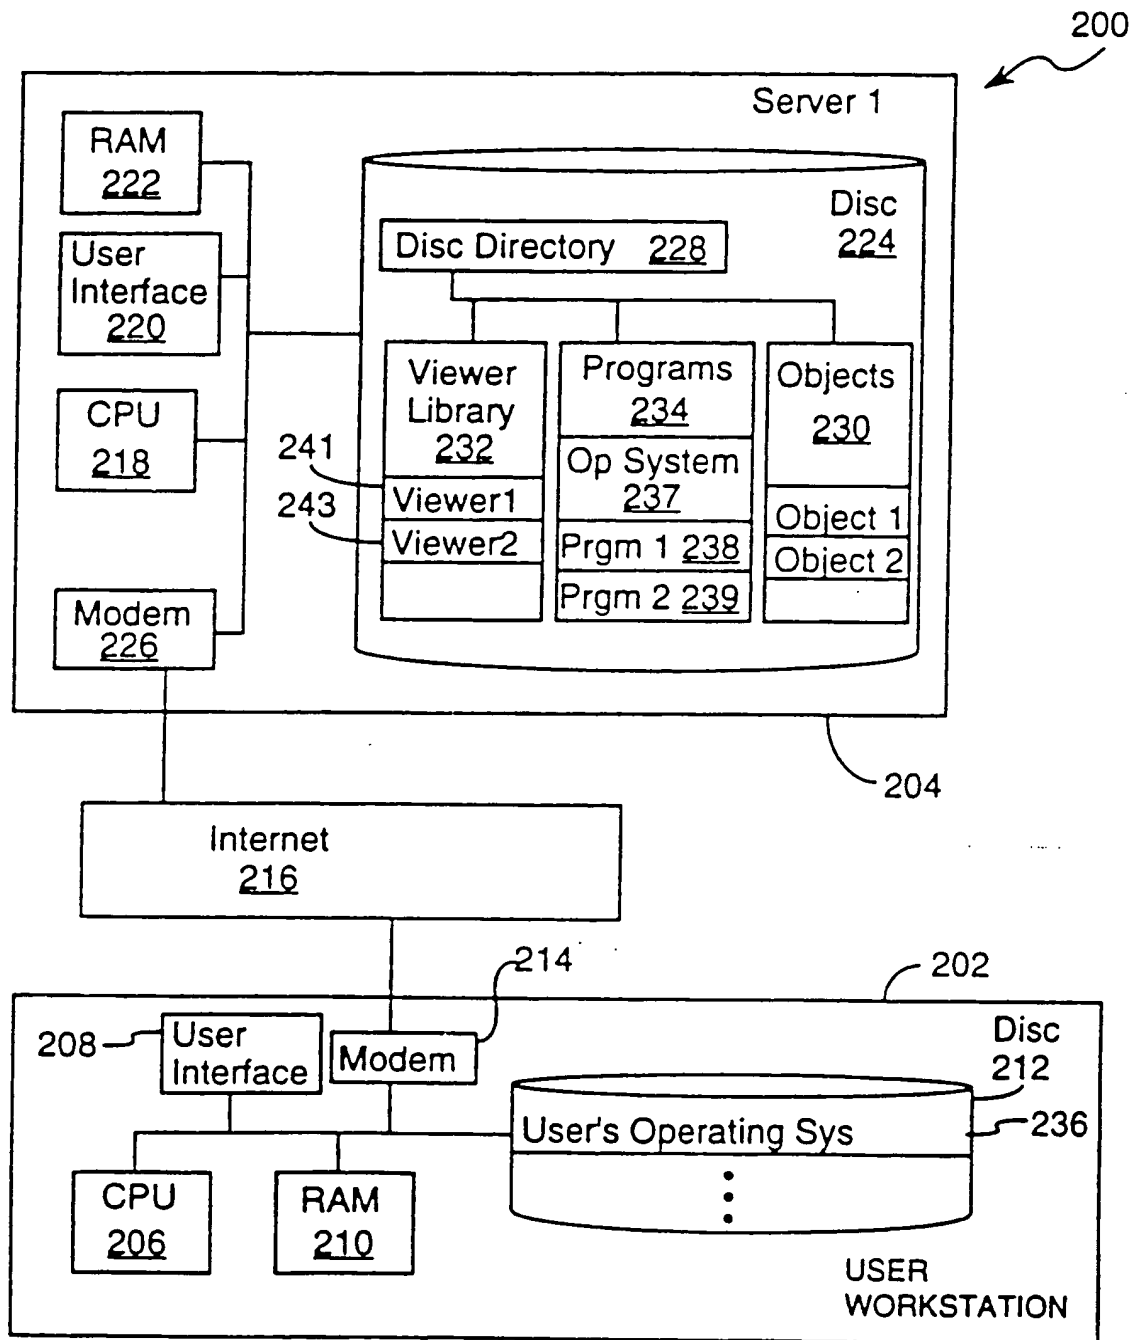 200
Server 1
RAM
222
User
Interface
220
CPU
218
Modem
226
Disc
224
Disc Directory 228
Viewer
Library
232
Viewer1
Viewer2
241
243
Programs
234
Op System
237
Prgm 1 238
Prgm 2 239
Objects
230
Object 1
Object 2
204
Internet
216
214
202
208
User
Interface
Modem
Disc
212
User's Operating Sys
236
CPU
206
RAM
210
USER
WORKSTATION